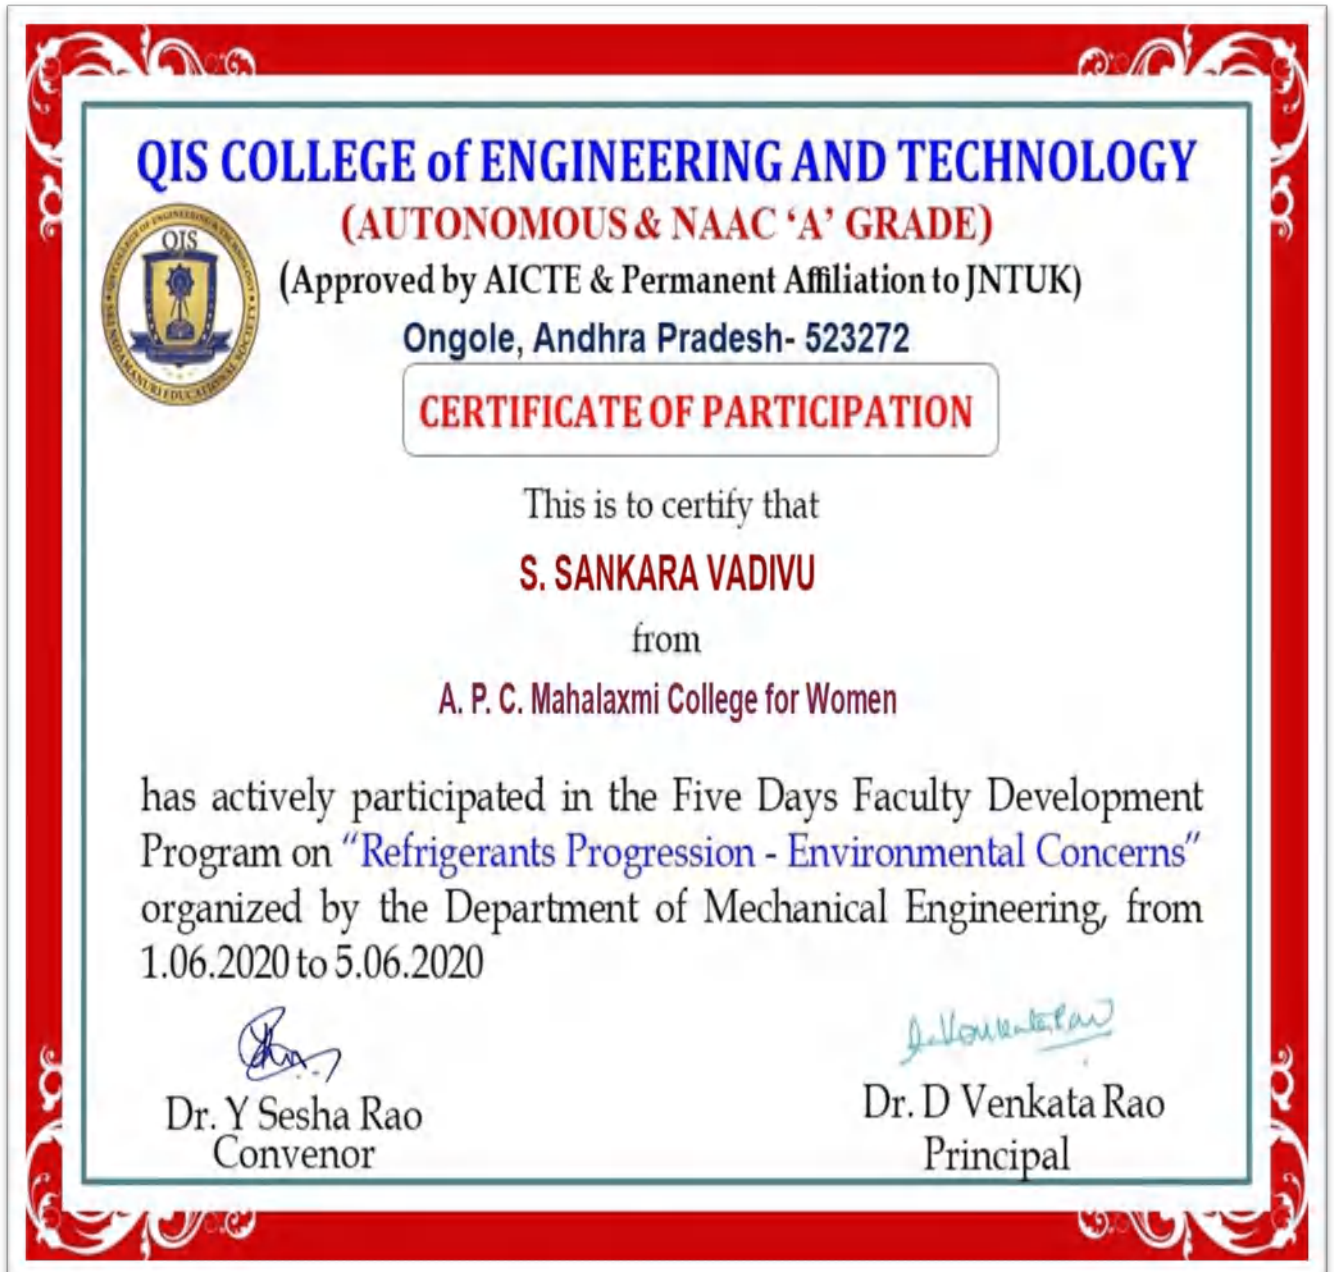 QIS COLLEGE of ENGINEERING AND TECHNOLOGY
(AUTONOMOUS & NAAC ‘A’ GRADE)
(Approved by AICTE & Permanent Affiliation to JNTUK)
Ongole, Andhra Pradesh- 523272
QIS
CERTIFICATE OF PARTICIPATION
This is to certify that
S. SANKARA VADIVU
from
A. P. C. Mahalaxmi College for Women
has actively participated in the Five Days Faculty Development
Program on “Refrigerants Progression - Environmental Concerns”
organized by the Department of Mechanical Engineering, from
1.06.2020 to 5.06.2020
Dr. Y Sesha Rao
Convenor
D. Venkata Rao
Dr. D Venkata Rao
Principal